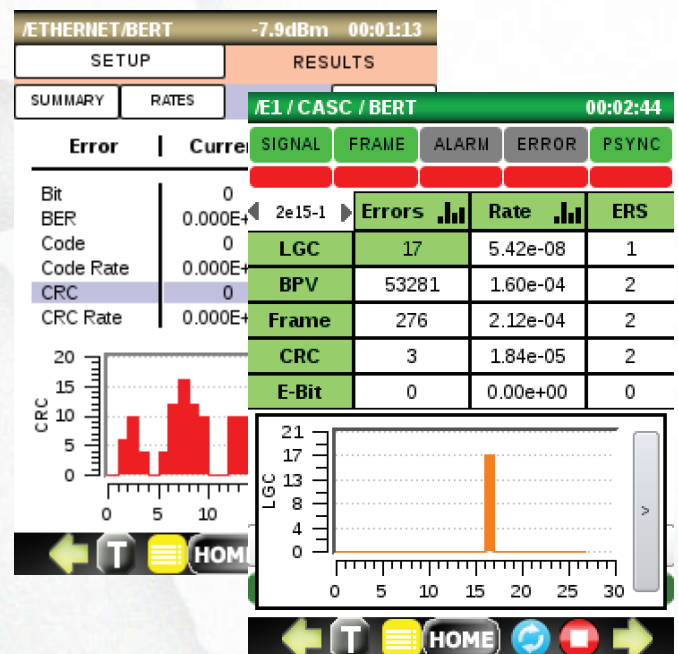 /ETHERNET/BERT -7.9dBm 00:01:13
SETUP RESULTS
SUMMARY RATES
Error Curre
Bit 0
BER 0.000E+
Code 0
Code Rate 0.000E+
CRC 0
CRC Rate 0.000E+
20
15
10
5
0
CRC
0 5 10
T HOME
/E1 / CASC / BERT 00:02:44
SIGNAL FRAME ALARM ERROR PSYNC
2e15-1 Errors Rate ERS
LGC 17 5.42e-08 1
BPV 53281 1.60e-04 2
Frame 276 2.12e-04 2
CRC 3 1.84e-05 2
E-Bit 0 0.00e+00 0
21
17
13
8
4
0
LGC
>
0 5 10 15 20 25 30
T HOME